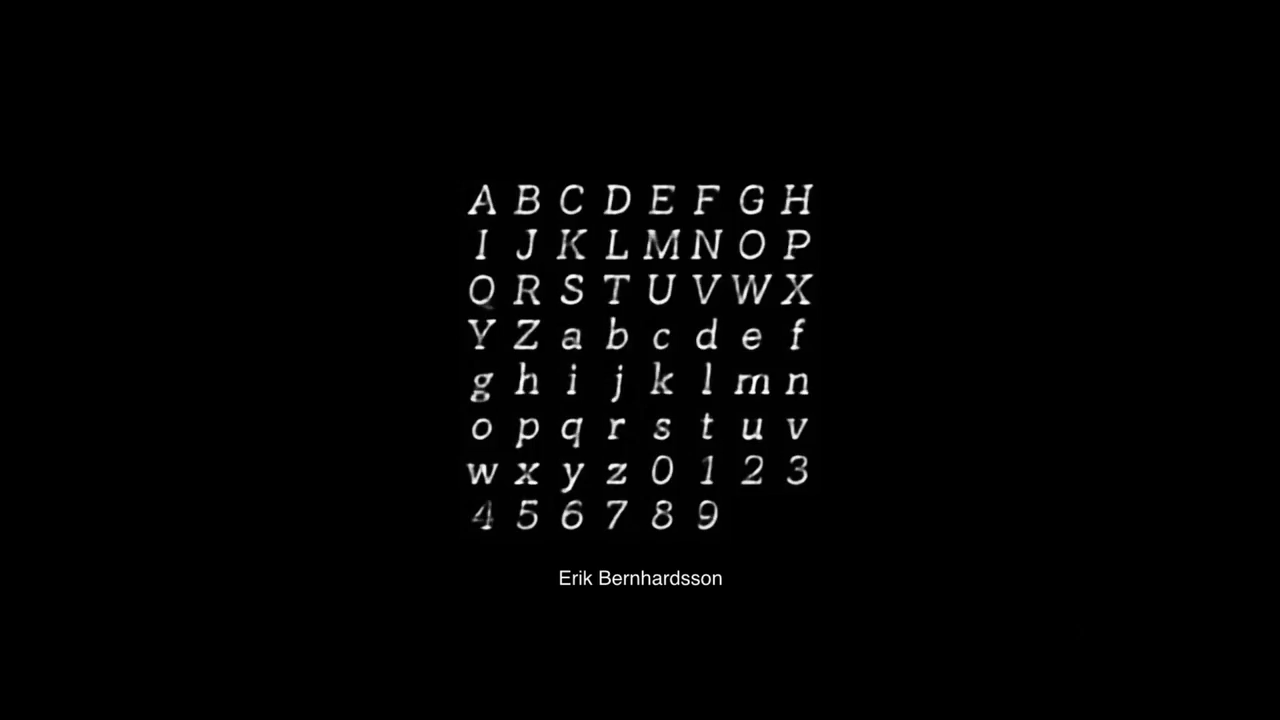 A B C D E F G H
I J K L M N O P
Q R S T U V W X
Y Z a b c d e f
g h i j k l m n
o p q r s t u v
w x y z 0 1 2 3
4 5 6 7 8 9
Erik Bernhardsson